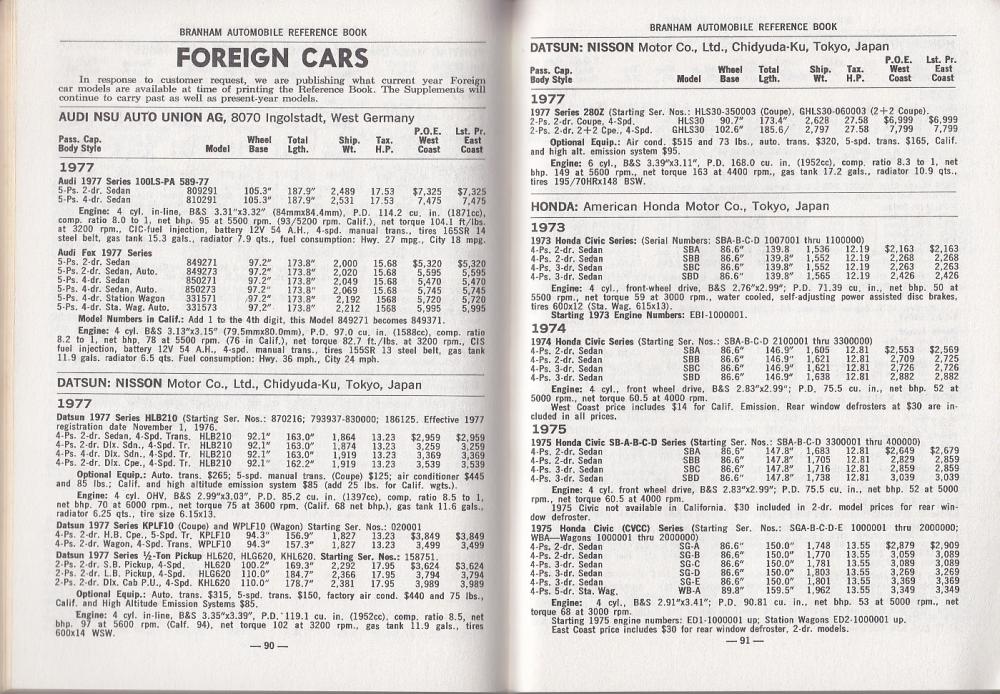 BRANHAM AUTOMOBILE REFERENCE BOOK
FOREIGN CARS
In response to customer request, we are publishing what current year Foreign
car models are available at time of printing the Reference Book. The Supplements will
continue to carry past as well as present-year models.
AUDI NSU AUTO UNION AG, 8070 Ingolstadt, West Germany
Pass. Cap. Body Style Model Wheel Base Total Lgth. Ship. Wt. Tax. H.P. P.O.E. West Coast Lst. Pr. East Coast
1977
Audi 1977 Series 100LS-PA 589-77
5-Ps. 2-dr. Sedan 809291 105.3" 187.9" 2,489 17.53 $7,325 $7,325
5-Ps. 4-dr. Sedan 810291 105.3" 187.9" 2,531 17.53 7,475 7,475
Engine: 4 cyl. in-line, B&S 3.31"x3.32" (84mmx84.4mm), P.D. 114.2 cu. in. (1871cc),
comp. ratio 8.0 to 1, net bhp. 95 at 5500 rpm. (93/5200 rpm. Calif.), net torque 104.1 ft/lbs.
at 3200 rpm., CIC-fuel injection, battery 12V 54 A.H., 4-spd. manual trans., tires 165SR 14
steel belt, gas tank 15.3 gals., radiator 7.9 qts., fuel consumption: Hwy. 27 mpg., City 18 mpg.
Audi Fox 1977 Series
5-Ps. 2-dr. Sedan 849271 97.2" 173.8" 2,000 15.68 $5,320 $5,320
5-Ps. 2-dr. Sedan, Auto. 849273 97.2" 173.8" 2,020 15.68 5,595 5,595
5-Ps. 4-dr. Sedan 850271 97.2" 173.8" 2,049 15.68 5,470 5,470
5-Ps. 4-dr. Sedan, Auto. 850273 97.2" 173.8" 2,069 15.68 5,745 5,745
5-Ps. 4-dr. Station Wagon 331571 97.2" 173.8" 2,192 1568 5,720 5,720
5-Ps. 4-dr. Sta. Wag. Auto. 331573 97.2" 173.8" 2,212 1568 5,995 5,995
Model Numbers in Calif.: Add 1 to the 4th digit, this Model 849271 becomes 849371.
Engine: 4 cyl. B&S 3.13"x3.15" (79.5mmx80.0mm), P.D. 97.0 cu. in. (1588cc), comp. ratio
8.2 to 1, net bhp. 78 at 5500 rpm. (76 in Calif.), net torque 82.7 ft./lbs. at 3200 rpm., CIS
fuel injection, battery 12V 54 A.H., 4-spd. manual trans., tires 155SR 13 steel belt, gas tank
11.9 gals. radiator 6.5 qts. Fuel consumption: Hwy. 36 mph., City 24 mph.
DATSUN: NISSON Motor Co., Ltd., Chidyuda-Ku, Tokyo, Japan
1977
Datsun 1977 Series HLB210 (Starting Ser. Nos.: 870216; 793937-830000; 186125. Effective 1977
registration date November 1, 1976.
4-Ps. 2-dr. Sedan, 4-Spd. Trans. HLB210 92.1" 163.0" 1,864 13.23 $2,959 $2,959
4-Ps. 2-dr. Dlx. Sdn., 4-Spd. Tr. HLB210 92.1" 163.0" 1,874 13.23 3,259 3,259
4-Ps. 4-dr. Dlx. Sdn., 4-Spd. Tr. HLB210 92.1" 163.0" 1,919 13.23 3,369 3,369
4-Ps. 2-dr. Dlx. Cpe., 4-Spd. Tr. HLB210 92.1" 162.2" 1,919 13.23 3,539 3,539
Optional Equip.: Auto. trans. $265; 5-spd. manual trans. (Coupe) $125; air conditioner $445
and 85 lbs.; Calif. and high altitude emission system $85 (add 25 lbs. for Calif. wgts.).
Engine: 4 cyl. OHV, B&S 2.99"x3.03", P.D. 85.2 cu. in. (1397cc), comp. ratio 8.5 to 1,
net bhp. 70 at 6000 rpm., net torque 75 at 3600 rpm. (Calif. 68 net bhp.), gas tank 11.6 gals.,
radiator 6.25 qts., tire size 6.15x13.
Datsun 1977 Series KPLF10 (Coupe) and WPLF10 (Wagon) Starting Ser. Nos.: 020001
4-Ps. 2-dr. H.B. Cpe., 5-Spd. Tr. KPLF10 94.3" 156.9" 1,827 13.23 $3,849 $3,849
4-Ps. 2-dr. Wagon, 4-Spd. Trans. WPLF10 94.3" 157.3" 1,827 13.23 3,499 3,499
Datsun 1977 Series ½-Ton Pickup HL620, HLG620, KHL620. Starting Ser. Nos.: 158751.
2-Ps. 2-dr. S.B. Pickup, 4-Spd. HL620 100.2" 169.3" 2,292 17.95 $3,624 $3,624
2-Ps. 2-dr. L.B. Pickup, 4-Spd. HLG620 110.0" 184.7" 2,366 17.95 3,794 3,794
2-Ps. 2-dr. Dlx. Cab P.U., 4-Spd. KHL620 110.0" 178.7" 2,381 17.95 3,989 3,989
Optional Equip.: Auto. trans. $315, 5-spd. trans. $150, factory air cond. $440 and 75 lbs.,
Calif. and High Altitude Emission Systems $85.
Engine: 4 cyl. in-line, B&S 3.35"x3.39", P.D. 119.1 cu. in. (1952cc), comp. ratio 8.5, net
bhp. 97 at 5600 rpm. (Calf. 94), net torque 102 at 3200 rpm., gas tank 11.9 gals., tires
600x14 WSW.
— 90 —
BRANHAM AUTOMOBILE REFERENCE BOOK
DATSUN: NISSON Motor Co., Ltd., Chidyuda-Ku, Tokyo, Japan
Pass. Cap. Body Style Model Wheel Base Total Lgth. Ship. Wt. Tax. H.P. P.O.E. West Coast Lst. Pr. East Coast
1977
1977 Series 280Z (Starting Ser. Nos.: HLS30-350003 (Coupe), GHLS30-060003 (2+2 Coupe).
2-Ps. 2-dr. Coupe, 4-Spd. HLS30 90.7" 173.4" 2,628 27.58 $6,999 $6,999
2-Ps. 2-dr. 2+2 Cpe., 4-Spd. GHLS30 102.6" 185.6/ 2,797 27.58 7,799 7,799
Optional Equip.: Air Cond. $515 and 73 lbs., auto. trans. $320, 5-spd. trans. $165, Calif.
and high alt. emission system $95.
Engine: 6 cyl., B&S 3.39"x3.11", P.D. 168.0 cu. in. (1952cc), comp. ratio 8.3 to 1, net
bhp. 149 at 5600 rpm., net torque 163 at 4400 rpm., gas tank 17.2 gals., radiator 10.9 qts.,
tires 195/70HRx148 BSW.
HONDA: American Honda Motor Co., Tokyo, Japan
1973
1973 Honda Civic Series: (Serial Numbers: SBA-B-C-D 1007001 thru 1100000)
4-Ps. 2-dr. Sedan SBA 86.6" 139.8 1,536 12.19 $2,163 $2,163
4-Ps. 2-dr. Sedan SBB 86.6" 139.8" 1,552 12.19 2,268 2,268
4-Ps. 3-dr. Sedan SBC 86.6" 139.8" 1,552 12.19 2,263 2,263
4-Ps. 3-dr. Sedan SBD 86.6" 139.8" 1,565 12.19 2,426 2,426
Engine: 4 cyl., front-wheel drive, B&S 2.76"x2.99", P.D. 71.39 cu. in., net bhp. 50 at
5500 rpm., net torque 59 at 3000 rpm., water cooled, self-adjusting power assisted disc brakes,
tires 600x12 (Sta. Wag. 615x13).
Starting 1973 Engine Numbers: EBI-1000001.
1974
1974 Honda Civic Series (Starting Ser. Nos.: SBA-B-C-D 2100001 thru 3300000)
4-Ps. 2-dr. Sedan SBA 86.6" 146.9" 1,605 12.81 $2,553 $2,569
4-Ps. 2-dr. Sedan SBB 86.6" 146.9" 1,621 12.81 2,709 2,725
4-Ps. 3-dr. Sedan SBC 86.6" 146.9" 1,621 12.81 2,726 2,726
4-Ps. 3-dr. Sedan SBD 86.6" 146.9" 1,638 12.81 2,882 2,882
Engine: 4 cyl., front wheel drive, B&S 2.83"x2.99"; P.D. 75.5 cu. in., net bhp. 52 at
5000 rpm., net torque 60.5 at 4000 rpm.
West Coast price includes $14 for Calif. Emission. Rear window defrosters at $30 are in-
cluded in all prices.
1975
1975 Honda Civic SB-A-B-C-D Series (Starting Ser. Nos.: SBA-B-C-D 3300001 thru 400000)
4-Ps. 2-dr. Sedan SBA 86.6" 147.8" 1,683 12.81 $2,649 $2,679
4-Ps. 2-dr. Sedan SBB 86.6" 147.8" 1,705 12.81 2,829 2,859
4-Ps. 3-dr. Sedan SBC 86.6" 147.8" 1,716 12.81 2,859 2,859
4-Ps. 3-dr. Sedan SBD 86.6" 147.8" 1,738 12.81 3,039 3,039
Engine: 4 cyl. front wheel drive, B&S 2.83"x2.99"; P.D. 75.5 cu. in., net bhp. 52 at 5000
rpm., net torque 60.5 at 4000 rpm.
1975 Civic not available in California. $30 included in 2-dr. model prices for rear win-
dow defroster.
1975 Honda Civic (CVCC) Series (Starting Ser. Nos.: SGA-B-C-D-E 1000001 thru 2000000;
WBA—Wagons 1000001 thru 2000000)
4-Ps. 2-dr. Sedan SG-A 86.6" 150.0" 1,748 13.55 $2,879 $2,909
4-Ps. 2-dr. Sedan SG-B 86.6" 150.0" 1,770 13.55 3,059 3,089
4-Ps. 3-dr. Sedan SG-C 86.6" 150.0" 1,781 13.55 3,089 3,089
4-Ps. 3-dr. Sedan SG-D 86.6" 150.0" 1,803 13.55 3,269 3,269
4-Ps. 3-dr. Sedan SG-E 86.6" 150.0" 1,801 13.55 3,369 3,369
4-Ps. 5-dr. Sta. Wag. WB-A 89.8" 159.5" 1,962 13.55 3,349 3,349
Engine: 4 cyl., B&S 2.91"x3.41"; P.D. 90.81 cu. in., net bhp. 53 at 5000 rpm., net
torque 68 at 3000 rpm.
Starting 1975 engine numbers: ED1-1000001 up; Station Wagons ED2-1000001 up.
East Coast price includes $30 for rear window defroster, 2-dr. models.
— 91 —